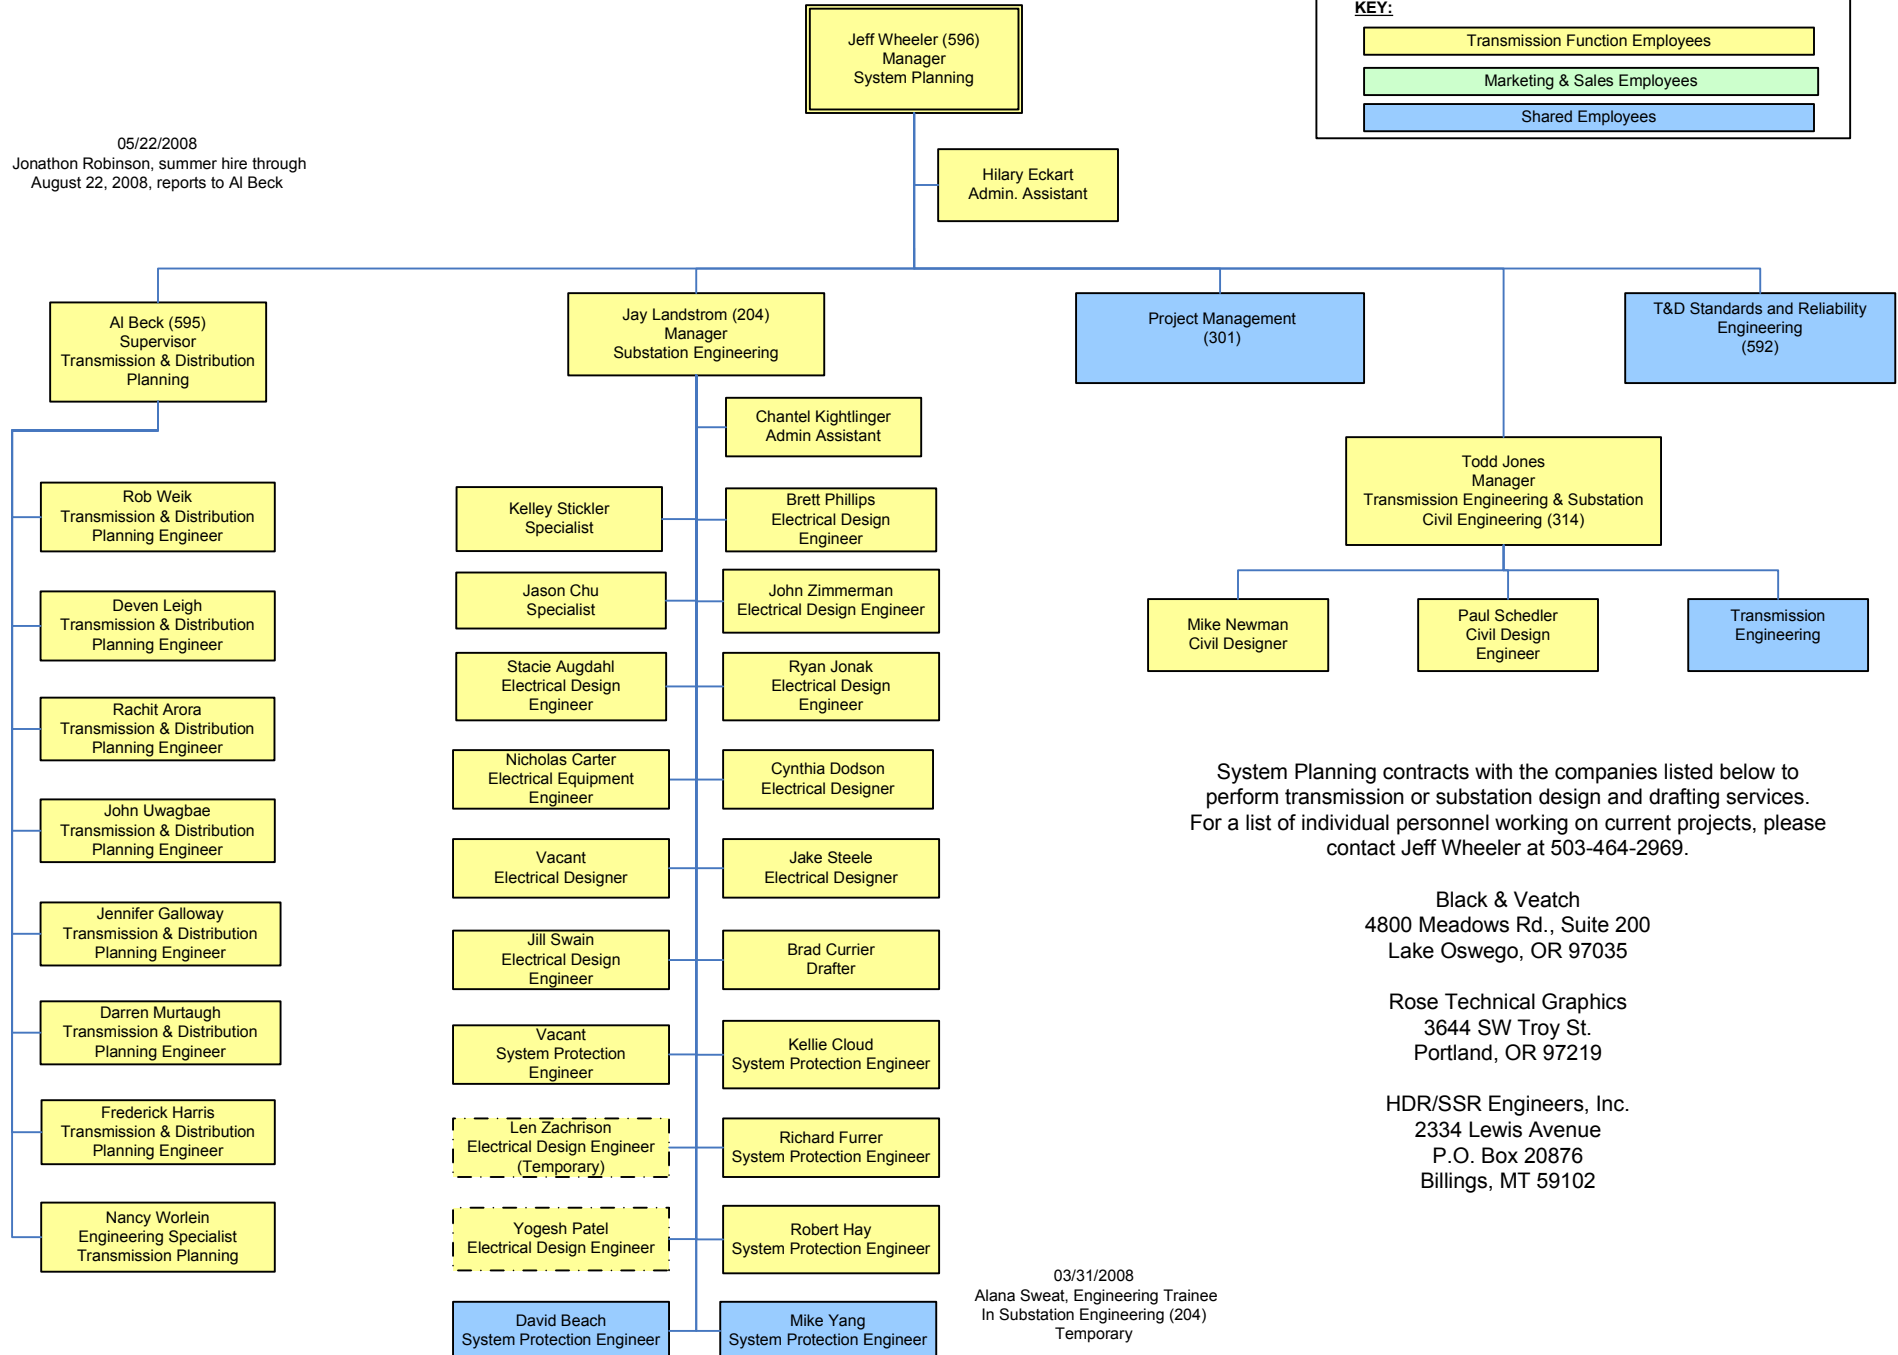 Jeff Wheeler (596)
Manager
System Planning
KEY:
Transmission Function Employees
Marketing & Sales Employees
Shared Employees
05/22/2008
Jonathon Robinson, summer hire through
August 22, 2008, reports to Al Beck
Hilary Eckart
Admin. Assistant
Al Beck (595)
Supervisor
Transmission & Distribution
Planning
Jay Landstrom (204)
Manager
Substation Engineering
Project Management
(301)
T&D Standards and Reliability
Engineering
(592)
Chantel Kightlinger
Admin Assistant
Todd Jones
Manager
Transmission Engineering & Substation
Civil Engineering (314)
Rob Weik
Transmission & Distribution
Planning Engineer
Deven Leigh
Transmission & Distribution
Planning Engineer
Rachit Arora
Transmission & Distribution
Planning Engineer
John Uwagbae
Transmission & Distribution
Planning Engineer
Jennifer Galloway
Transmission & Distribution
Planning Engineer
Darren Murtaugh
Transmission & Distribution
Planning Engineer
Frederick Harris
Transmission & Distribution
Planning Engineer
Nancy Worlein
Engineering Specialist
Transmission Planning
Kelley Stickler
Specialist
Brett Phillips
Electrical Design
Engineer
Jason Chu
Specialist
John Zimmerman
Electrical Design Engineer
Stacie Augdahl
Electrical Design
Engineer
Ryan Jonak
Electrical Design
Engineer
Nicholas Carter
Electrical Equipment
Engineer
Cynthia Dodson
Electrical Designer
Vacant
Electrical Designer
Jake Steele
Electrical Designer
Jill Swain
Electrical Design
Engineer
Brad Currier
Drafter
Vacant
System Protection
Engineer
Kellie Cloud
System Protection Engineer
Len Zachrison
Electrical Design Engineer
(Temporary)
Richard Furrer
System Protection Engineer
Yogesh Patel
Electrical Design Engineer
Robert Hay
System Protection Engineer
David Beach
System Protection Engineer
Mike Yang
System Protection Engineer
Mike Newman
Civil Designer
Paul Schedler
Civil Design
Engineer
Transmission
Engineering
System Planning contracts with the companies listed below to
perform transmission or substation design and drafting services.
For a list of individual personnel working on current projects, please
contact Jeff Wheeler at 503-464-2969.
Black & Veatch
4800 Meadows Rd., Suite 200
Lake Oswego, OR 97035
Rose Technical Graphics
3644 SW Troy St.
Portland, OR 97219
HDR/SSR Engineers, Inc.
2334 Lewis Avenue
P.O. Box 20876
Billings, MT 59102
03/31/2008
Alana Sweat, Engineering Trainee
In Substation Engineering (204)
Temporary